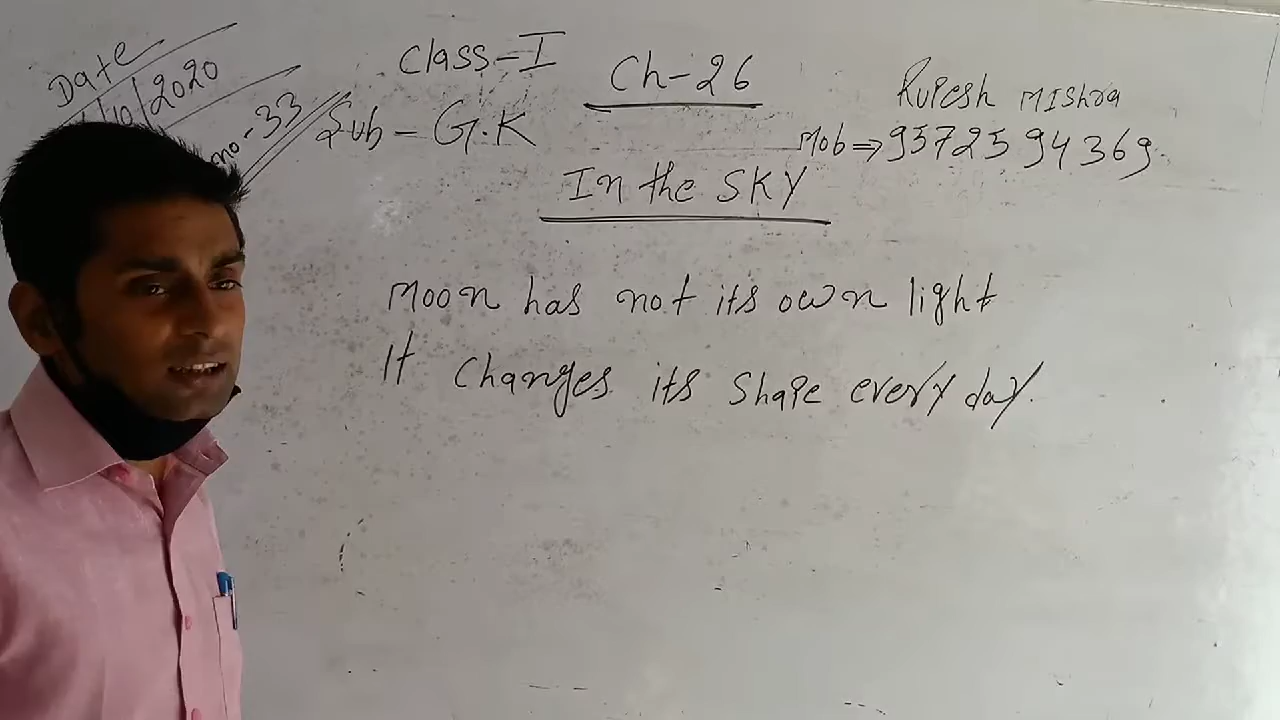 Date
/10/2020
no.-33
Class-I
Sub-G.K
Ch-26
In the SKY
Rupesh Mishra
Mob⇒9572594369.
Moon has not its own light
It Changes its Shape every day.